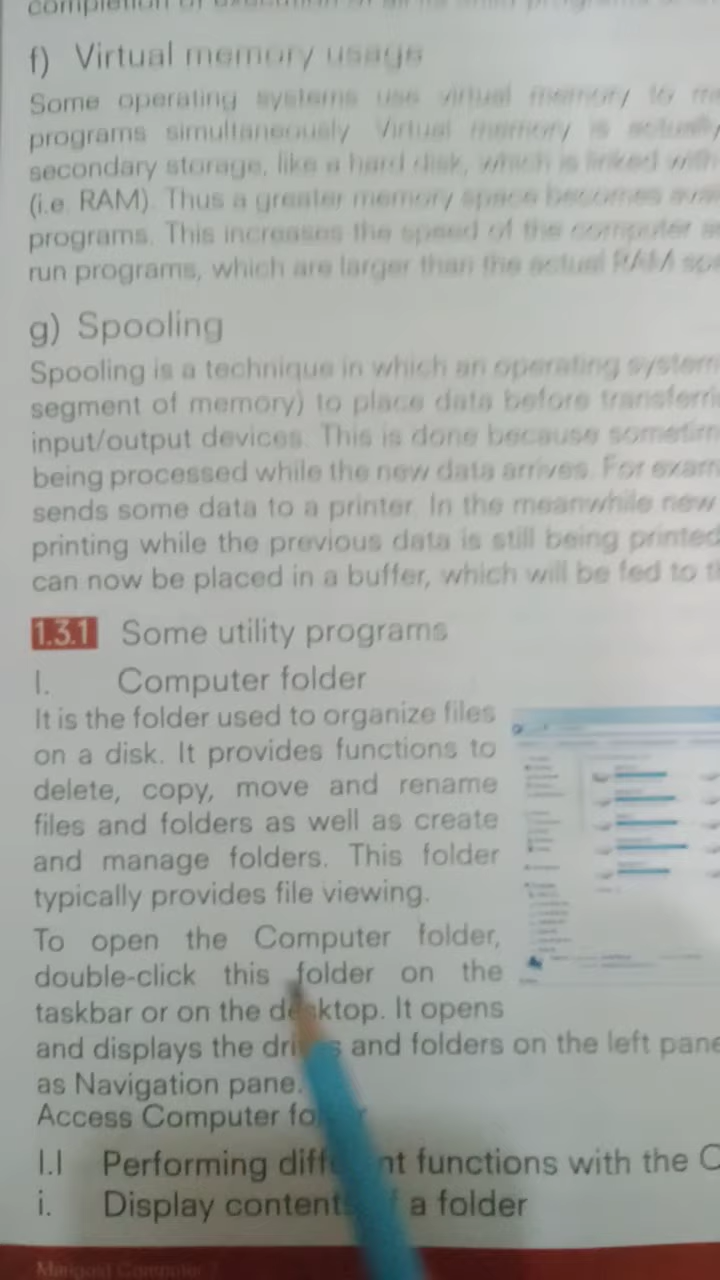 f) Virtual memory usage
Some operating systems use virtual memory to
programs simultaneously. Virtual memory is actually
secondary storage, like a hard disk, which is linked with
(i.e. RAM). Thus a greater memory space becomes
programs. This increases the speed of the computer
run programs, which are larger than the actual RAM
g) Spooling
Spooling is a technique in which an operating system
segment of memory) to place data before
input/output devices. This is done because
being processed while the new data arrives. For
sends some data to a printer. In the meanwhile new
printing while the previous data is still being printed
can now be placed in a buffer, which will be fed to
1.3.1 Some utility programs
I. Computer folder
It is the folder used to organize files
on a disk. It provides functions to
delete, copy, move and rename
files and folders as well as create
and manage folders. This folder
typically provides file viewing.
To open the Computer folder,
double-click this folder on the
taskbar or on the desktop. It opens
and displays the and folders on the left pane
as Navigation pane.
Access Computer
I.I Performing functions with the
i. Display a folder